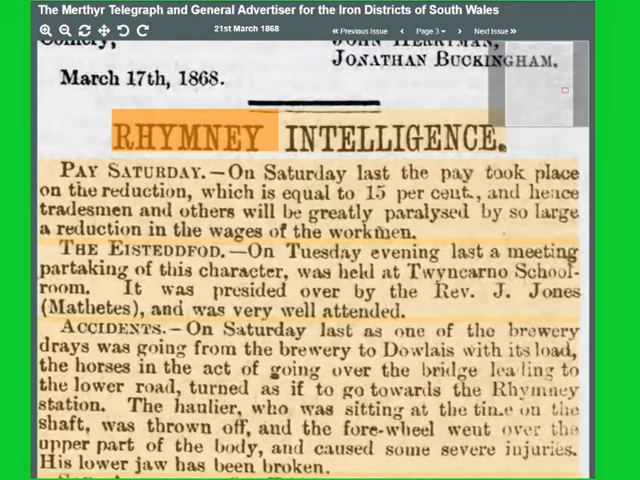 The Merthyr Telegraph and General Advertiser for the Iron Districts of South Wales
21st March 1868
Previous Issue
Page 3
Next Issue
JOHN HERRYMAN,
JONATHAN BUCKINGHAM.
March 17th, 1868.
RHYMNEY INTELLIGENCE.
PAY SATURDAY.—On Saturday last the pay took place
on the reduction, which is equal to 15 per cent., and hence
tradesmen and others will be greatly paralysed by so large
a reduction in the wages of the workmen.
THE EISTEDDFOD.—On Tuesday evening last a meeting
partaking of this character, was held at Twyncarno School-
room. It was presided over by the Rev. J. Jones
(Mathetes), and was very well attended.
ACCIDENTS.—On Saturday last as one of the brewery
drays was going from the brewery to Dowlais with its load,
the horses in the act of going over the bridge leading to
the lower road, turned as if to go towards the Rhymney
station. The haulier, who was sitting at the time on the
shaft, was thrown off, and the fore-wheel went over the
upper part of the body, and caused some severe injuries.
His lower jaw has been broken.